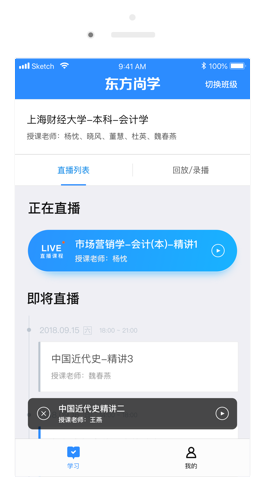 Sketch 9:41 AM 100%
东方尚学 切换班级
上海财经大学-本科-会计学
授课老师：杨忱、晓风、董慧、杜英、魏春燕
直播列表 回放/录播
正在直播
LIVE 市场营销学-会计(本)-精讲1
直播课程 授课老师：杨忱
即将直播
2018.09.15 19:00 - 21:00
中国近代史-精讲3
授课老师：魏春燕
中国近代史精讲二
授课老师：王燕
学习 我的